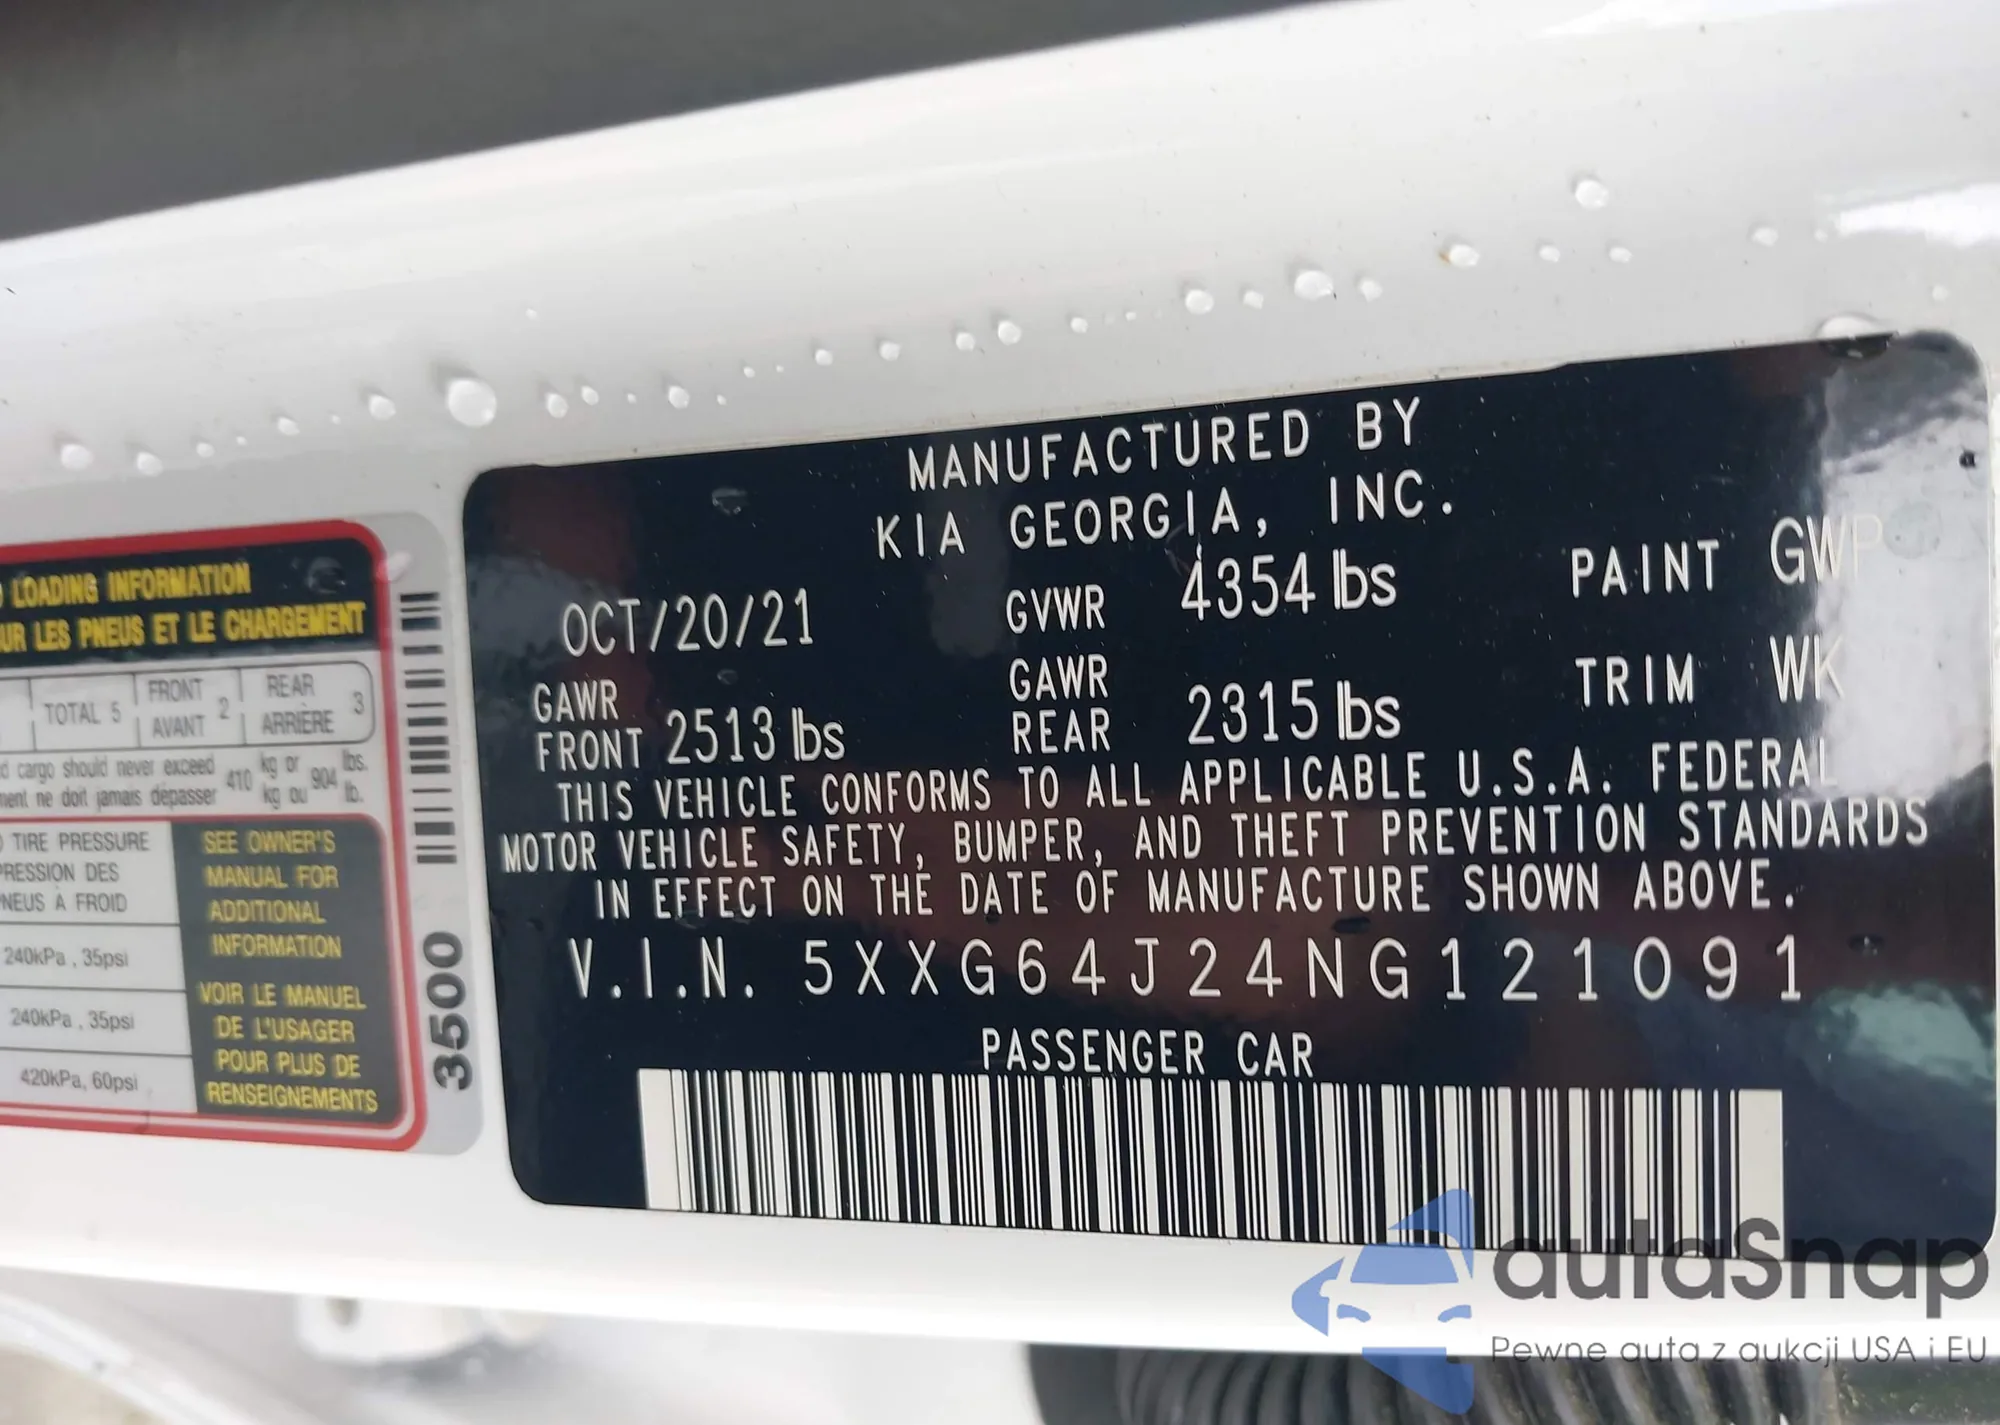 LOADING INFORMATION
UR LES PNEUS ET LE CHARGEMENT
TOTAL 5
FRONT
AVANT
2
REAR
ARRIÈRE
3
d cargo should never exceed
ment ne doit jamais dépasser
410
kg or
kg ou
904
lbs.
lb.
TIRE PRESSURE
PRESSION DES
PNEUS À FROID
240kPa , 35psi
240kPa , 35psi
420kPa, 60psi
SEE OWNER'S
MANUAL FOR
ADDITIONAL
INFORMATION
VOIR LE MANUEL
DE L'USAGER
POUR PLUS DE
RENSEIGNEMENTS
3500
MANUFACTURED BY
KIA GEORGIA, INC.
OCT/20/21 GVWR 4354 lbs PAINT GWP
GAWR FRONT 2513 lbs GAWR REAR 2315 lbs TRIM WK
THIS VEHICLE CONFORMS TO ALL APPLICABLE U.S.A. FEDERAL
MOTOR VEHICLE SAFETY, BUMPER, AND THEFT PREVENTION STANDARDS
IN EFFECT ON THE DATE OF MANUFACTURE SHOWN ABOVE.
V.I.N. 5XXG64J24NG121091
PASSENGER CAR
autaSnap
Pewne auta z aukcji USA i EU